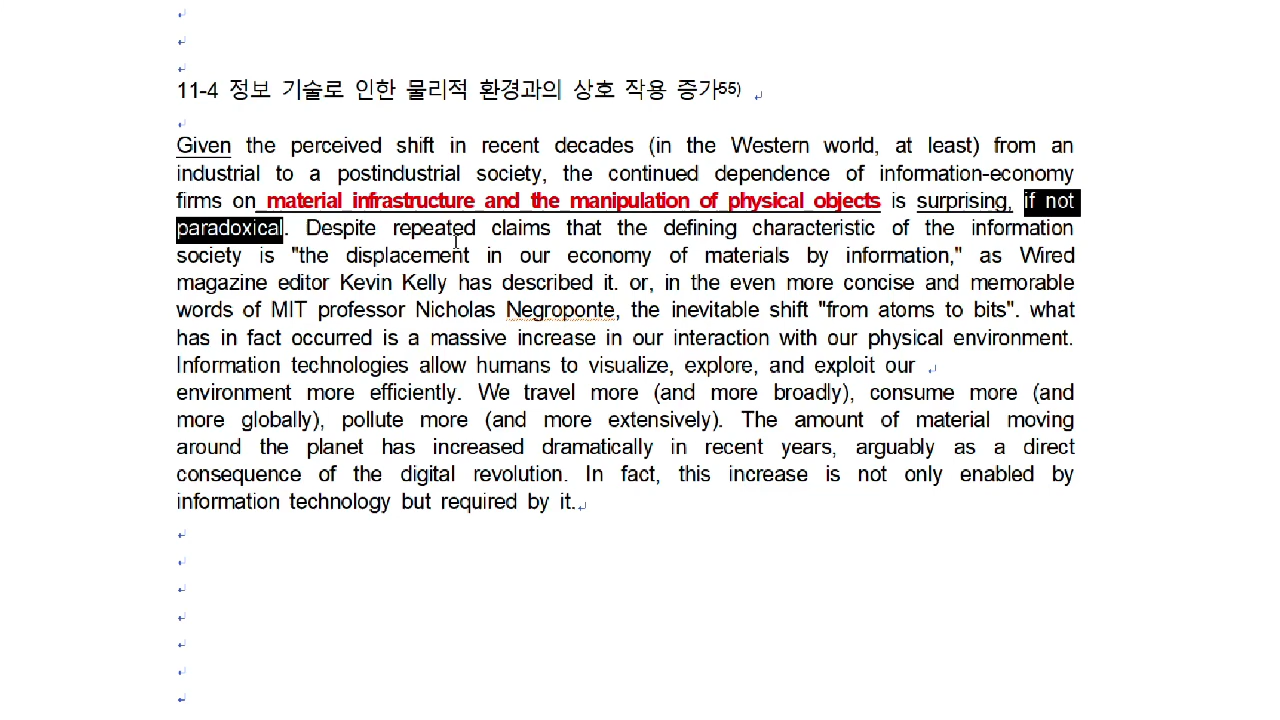 11-4 정보 기술로 인한 물리적 환경과의 상호 작용 증가55)
Given the perceived shift in recent decades (in the Western world, at least) from an
industrial to a postindustrial society, the continued dependence of information-economy
firms on material infrastructure and the manipulation of physical objects is surprising, if not
paradoxical. Despite repeated claims that the defining characteristic of the information
society is "the displacement in our economy of materials by information," as Wired
magazine editor Kevin Kelly has described it. or, in the even more concise and memorable
words of MIT professor Nicholas Negroponte, the inevitable shift "from atoms to bits". what
has in fact occurred is a massive increase in our interaction with our physical environment.
Information technologies allow humans to visualize, explore, and exploit our
environment more efficiently. We travel more (and more broadly), consume more (and
more globally), pollute more (and more extensively). The amount of material moving
around the planet has increased dramatically in recent years, arguably as a direct
consequence of the digital revolution. In fact, this increase is not only enabled by
information technology but required by it.